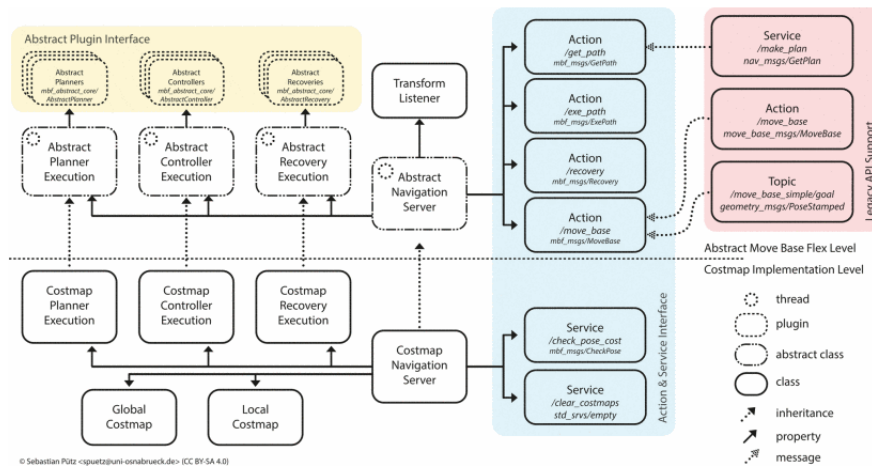 Abstract Plugin Interface
Abstract
Planners
mbf_abstract_core/
AbstractPlanner
Abstract
Controllers
mbf_abstract_core/
AbstractController
Abstract
Recoveries
mbf_abstract_core/
AbstractRecovery
Transform
Listener
Abstract
Planner
Execution
Abstract
Controller
Execution
Abstract
Recovery
Execution
Abstract
Navigation
Server
Action
/get_path
mbf_msgs/GetPath
Action
/exe_path
mbf_msgs/ExePath
Action
/recovery
mbf_msgs/Recovery
Action
/move_base
mbf_msgs/MoveBase
Service
/make_plan
nav_msgs/GetPlan
Action
/move_base
move_base_msgs/MoveBase
Topic
/move_base_simple/goal
geometry_msgs/PoseStamped
Legacy API Support
Abstract Move Base Flex Level
Costmap Implementation Level
Costmap
Planner
Execution
Costmap
Controller
Execution
Costmap
Recovery
Execution
Costmap
Navigation
Server
Global
Costmap
Local
Costmap
Service
/check_pose_cost
mbf_msgs/CheckPose
Service
/clear_costmaps
std_srvs/empty
Action & Service Interface
thread
plugin
abstract class
class
inheritance
property
message
© Sebastian Pütz <spuetz@uni-osnabrueck.de> (CC BY-SA 4.0)